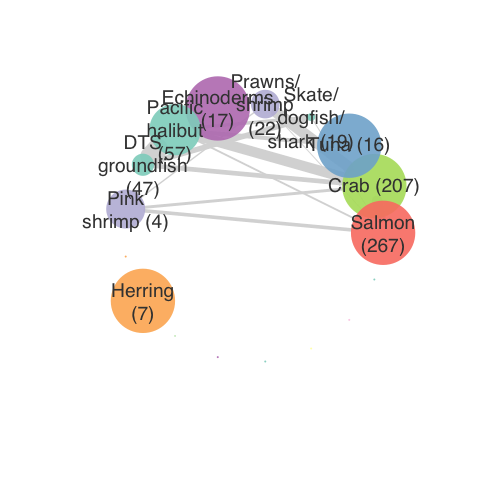 Prawns/
shrimp
(22)
Echinoderms
(17)
Skate/
dogfish/
shark (19)
Pacific
halibut
(57)
Tuna (16)
DTS
groundfish
(47)
Crab (207)
Pink
shrimp (4)
Salmon
(267)
Herring
(7)